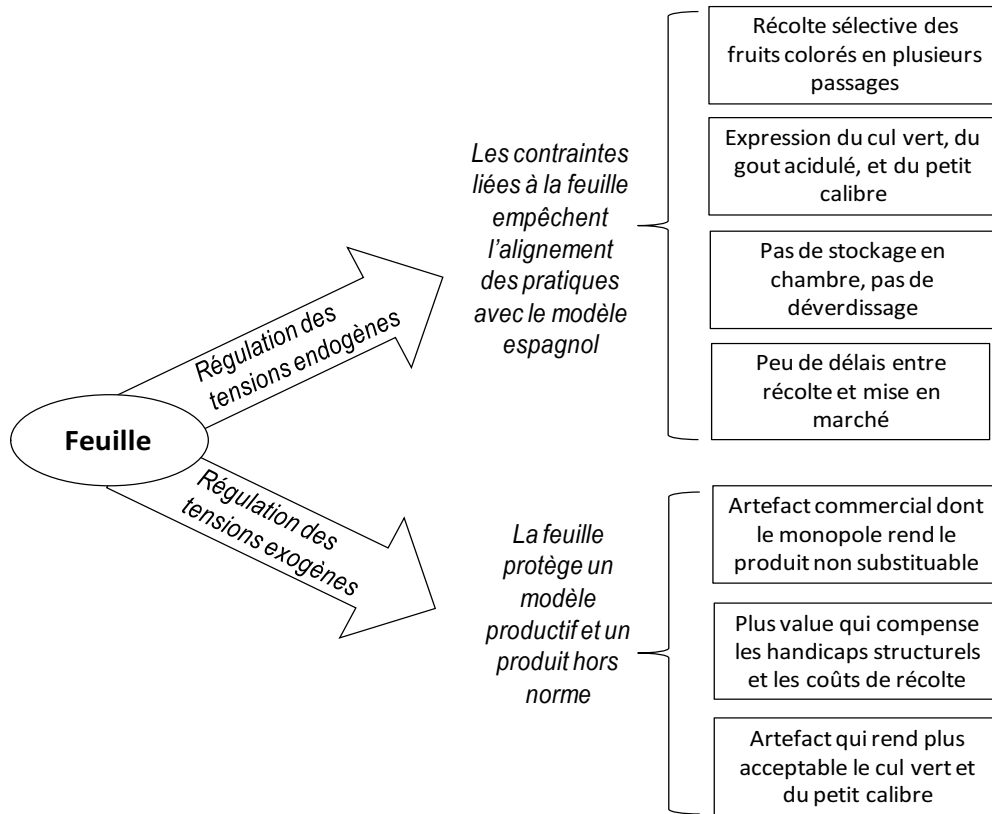 Feuille
Régulation des
tensions endogènes
Les contraintes
liées à la feuille
empêchent
l'alignement
des pratiques
avec le modèle
espagnol
Récolte sélective des
fruits colorés en plusieurs
passages
Expression du cul vert, du
gout acidulé, et du petit
calibre
Pas de stockage en
chambre, pas de
déverdissage
Peu de délais entre
récolte et mise en
marché
Régulation des
tensions exogènes
La feuille
protège un
modèle
productif et un
produit hors
norme
Artefact commercial dont
le monopole rend le
produit non substituable
Plus value qui compense
les handicaps structurels
et les coûts de récolte
Artefact qui rend plus
acceptable le cul vert et
du petit calibre